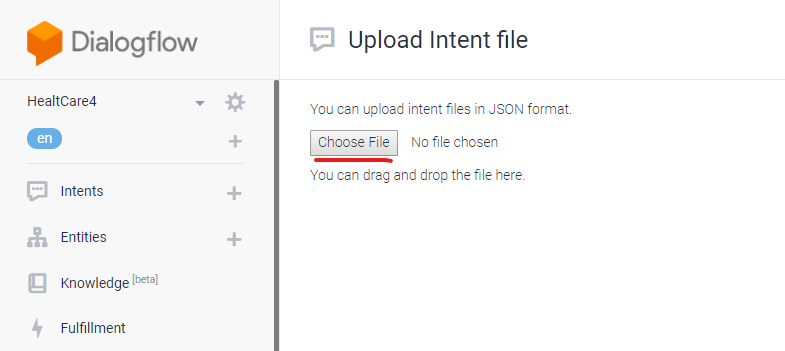 Dialogflow
Upload Intent file
HealtCare4
You can upload intent files in JSON format.
en
Choose File No file chosen
You can drag and drop the file here.
Intents
Entities
Knowledge [beta]
Fulfillment